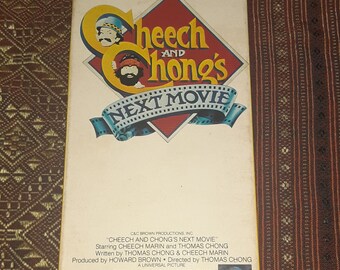 Cheech
AND
Chong's
NEXT MOVIE
C&C BROWN PRODUCTIONS INC.
"CHEECH AND CHONG'S NEXT MOVIE"
Starring CHEECH MARIN and THOMAS CHONG
Written by THOMAS CHONG & CHEECH MARIN
Produced by HOWARD BROWN • Directed by THOMAS CHONG
A UNIVERSAL PICTURE